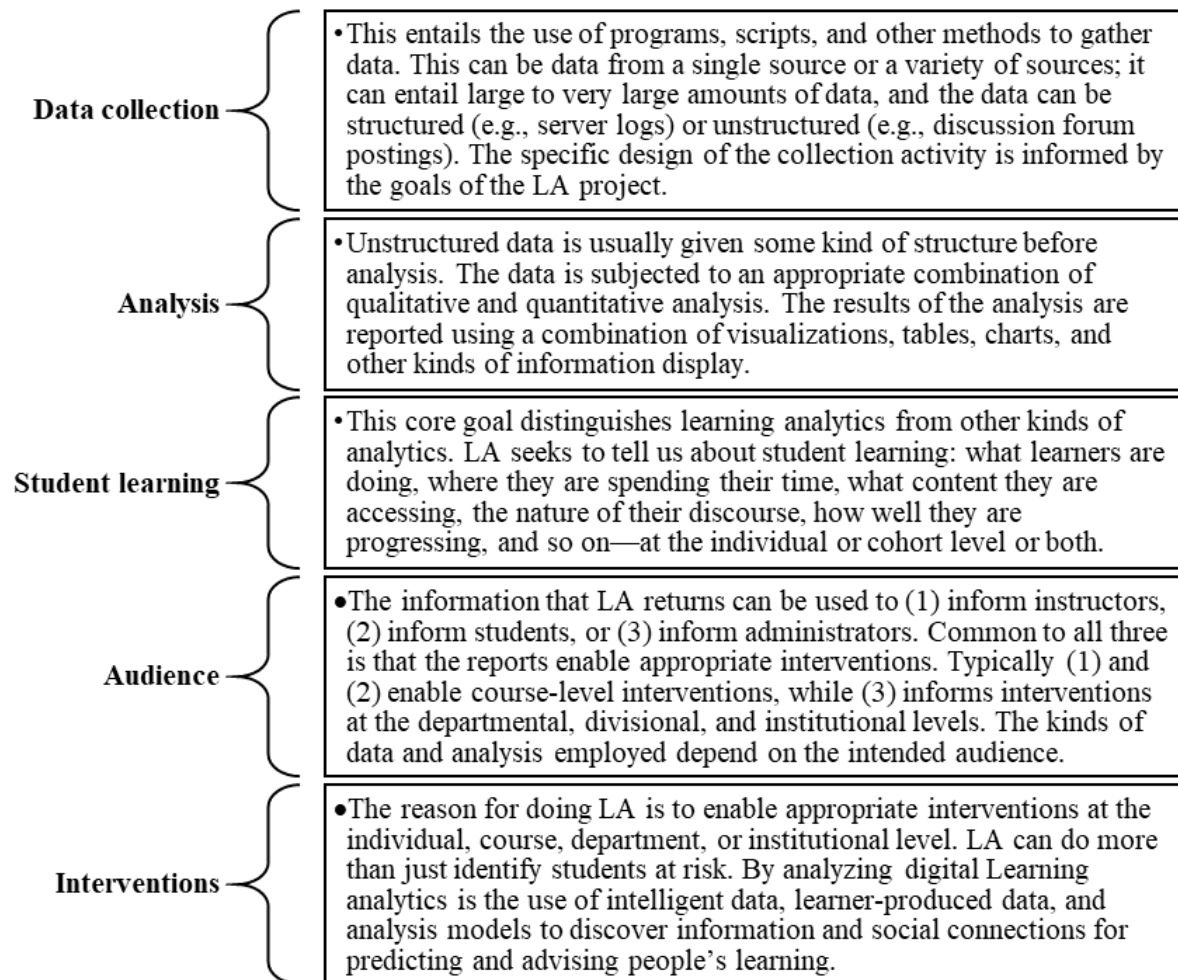 Data collection
•This entails the use of programs, scripts, and other methods to gather
data. This can be data from a single source or a variety of sources; it
can entail large to very large amounts of data, and the data can be
structured (e.g., server logs) or unstructured (e.g., discussion forum
postings). The specific design of the collection activity is informed by
the goals of the LA project.
Analysis
•Unstructured data is usually given some kind of structure before
analysis. The data is subjected to an appropriate combination of
qualitative and quantitative analysis. The results of the analysis are
reported using a combination of visualizations, tables, charts, and
other kinds of information display.
Student learning
•This core goal distinguishes learning analytics from other kinds of
analytics. LA seeks to tell us about student learning: what learners are
doing, where they are spending their time, what content they are
accessing, the nature of their discourse, how well they are
progressing, and so on—at the individual or cohort level or both.
Audience
•The information that LA returns can be used to (1) inform instructors,
(2) inform students, or (3) inform administrators. Common to all three
is that the reports enable appropriate interventions. Typically (1) and
(2) enable course-level interventions, while (3) informs interventions
at the departmental, divisional, and institutional levels. The kinds of
data and analysis employed depend on the intended audience.
Interventions
•The reason for doing LA is to enable appropriate interventions at the
individual, course, department, or institutional level. LA can do more
than just identify students at risk. By analyzing digital Learning
analytics is the use of intelligent data, learner-produced data, and
analysis models to discover information and social connections for
predicting and advising people’s learning.